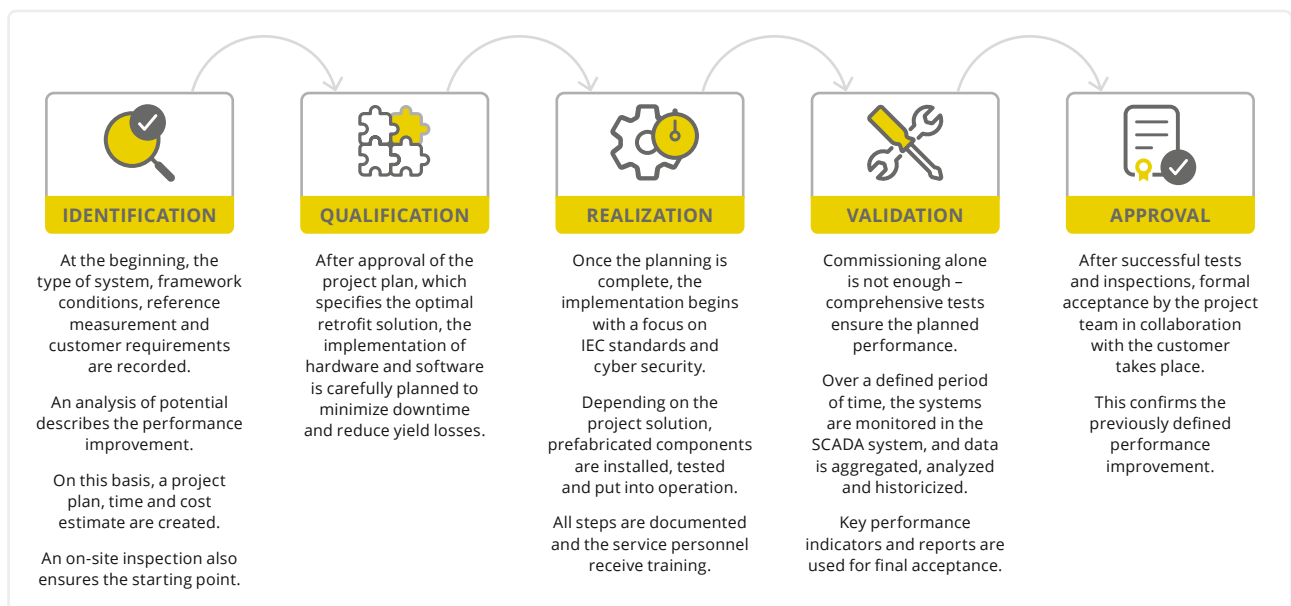 IDENTIFICATION
At the beginning, the
type of system, framework
conditions, reference
measurement and
customer requirements
are recorded.
An analysis of potential
describes the performance
improvement.
On this basis, a project
plan, time and cost
estimate are created.
An on-site inspection also
ensures the starting point.
QUALIFICATION
After approval of the
project plan, which
specifies the optimal
retrofit solution, the
implementation of
hardware and software
is carefully planned to
minimize downtime
and reduce yield losses.
REALIZATION
Once the planning is
complete, the
implementation begins
with a focus on
IEC standards and
cyber security.
Depending on the
project solution,
prefabricated components
are installed, tested
and put into operation.
All steps are documented
and the service personnel
receive training.
VALIDATION
Commissioning alone
is not enough –
comprehensive tests
ensure the planned
performance.
Over a defined period
of time, the systems
are monitored in the
SCADA system, and data
is aggregated, analyzed
and historicized.
Key performance
indicators and reports are
used for final acceptance.
APPROVAL
After successful tests
and inspections, formal
acceptance by the project
team in collaboration
with the customer
takes place.
This confirms the
previously defined
performance
improvement.